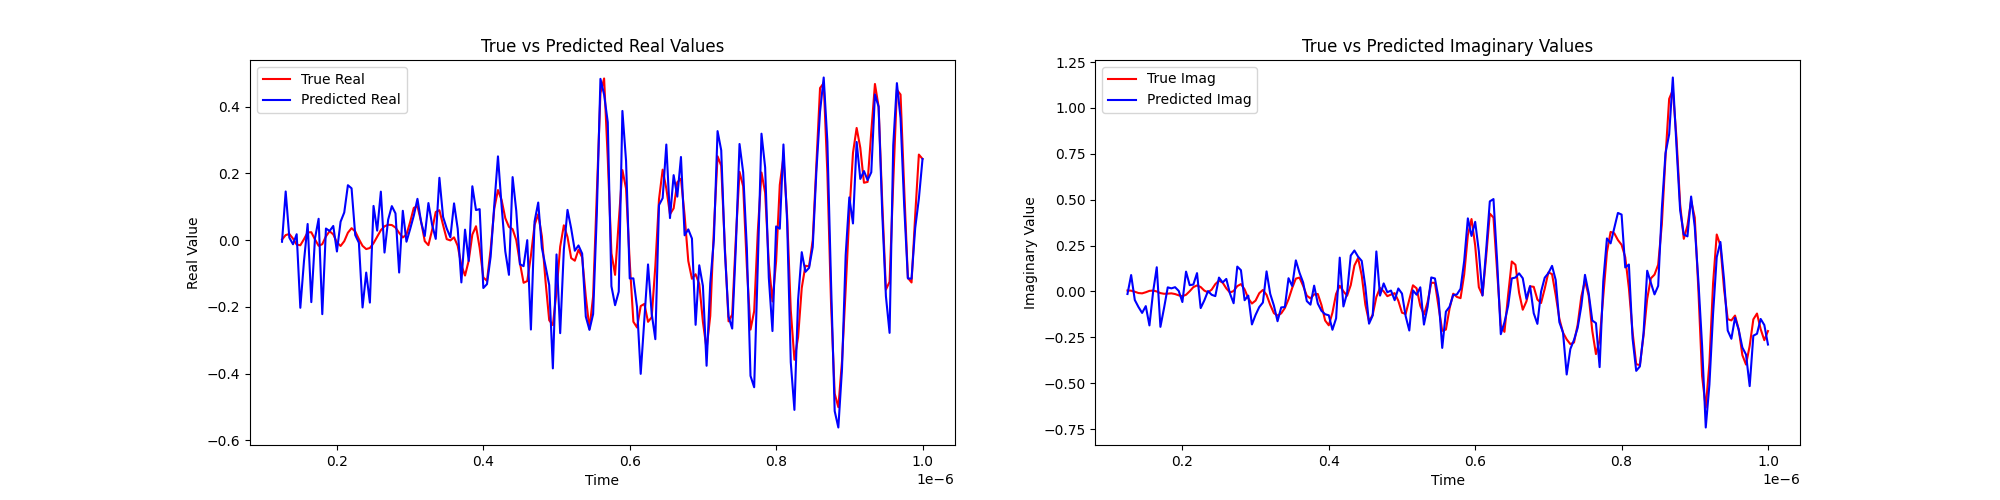 True vs Predicted Real Values
True Real
Predicted Real
Real Value
0.4
0.2
0.0
−0.2
−0.4
−0.6
0.2
0.4
0.6
0.8
1.0
1e−6
Time
True vs Predicted Imaginary Values
True Imag
Predicted Imag
Imaginary Value
1.25
1.00
0.75
0.50
0.25
0.00
−0.25
−0.50
−0.75
0.2
0.4
0.6
0.8
1.0
1e−6
Time